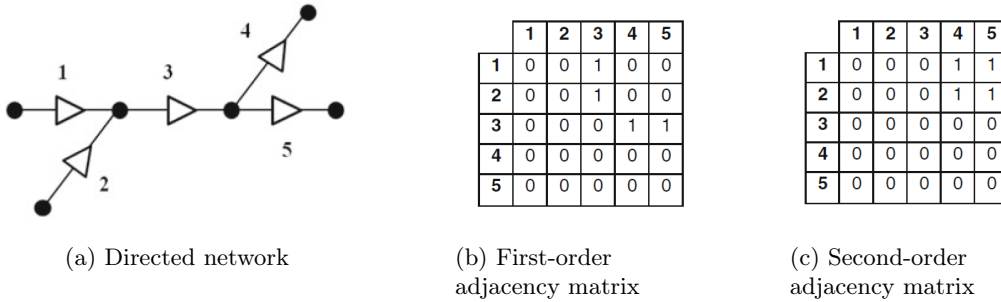 4
1
3
5
2
1 2 3 4 5
1 0 0 1 0 0
2 0 0 1 0 0
3 0 0 0 1 1
4 0 0 0 0 0
5 0 0 0 0 0
1 2 3 4 5
1 0 0 0 1 1
2 0 0 0 1 1
3 0 0 0 0 0
4 0 0 0 0 0
5 0 0 0 0 0
(a) Directed network
(b) First-order
adjacency matrix
(c) Second-order
adjacency matrix